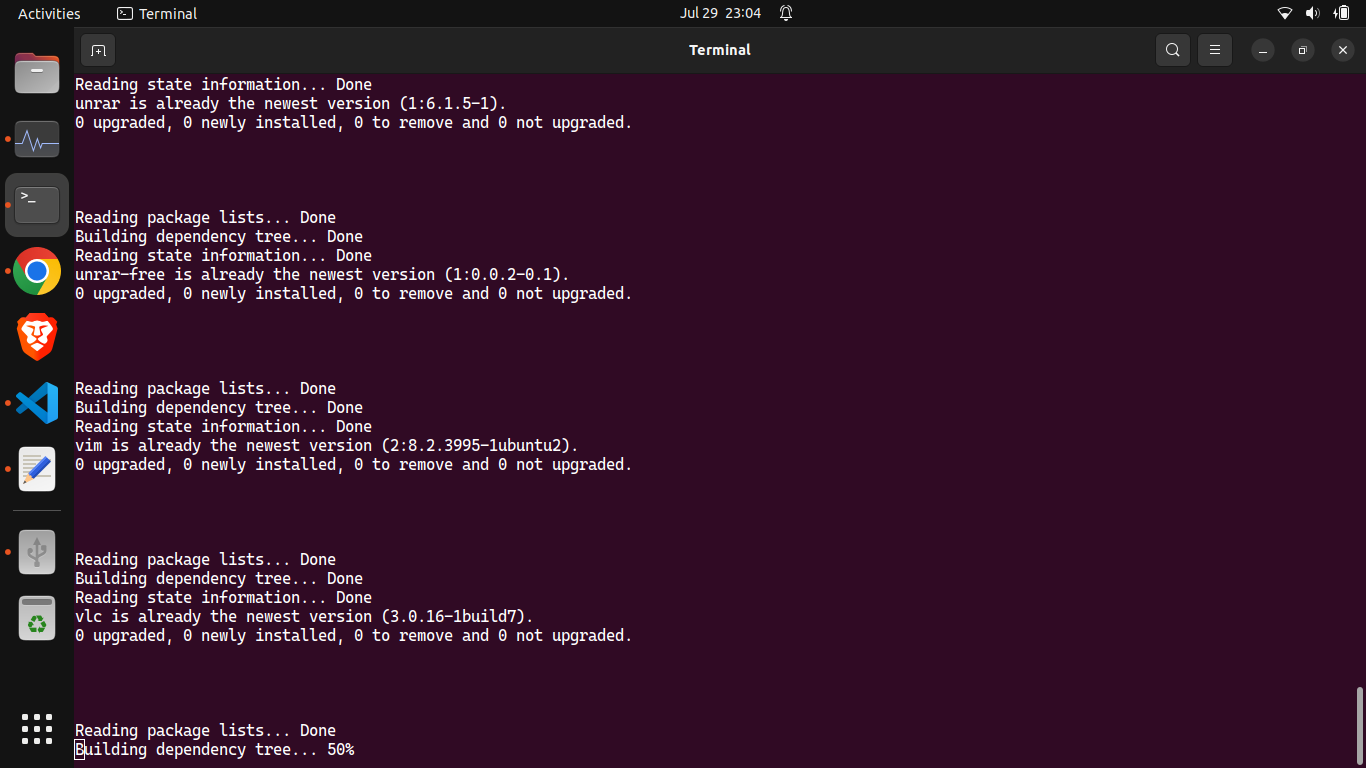 Activities
Terminal
Jul 29 23:04
Terminal
Reading state information... Done
unrar is already the newest version (1:6.1.5-1).
0 upgraded, 0 newly installed, 0 to remove and 0 not upgraded.
Reading package lists... Done
Building dependency tree... Done
Reading state information... Done
unrar-free is already the newest version (1:0.0.2-0.1).
0 upgraded, 0 newly installed, 0 to remove and 0 not upgraded.
Reading package lists... Done
Building dependency tree... Done
Reading state information... Done
vim is already the newest version (2:8.2.3995-1ubuntu2).
0 upgraded, 0 newly installed, 0 to remove and 0 not upgraded.
Reading package lists... Done
Building dependency tree... Done
Reading state information... Done
vlc is already the newest version (3.0.16-1build7).
0 upgraded, 0 newly installed, 0 to remove and 0 not upgraded.
Reading package lists... Done
Building dependency tree... 50%